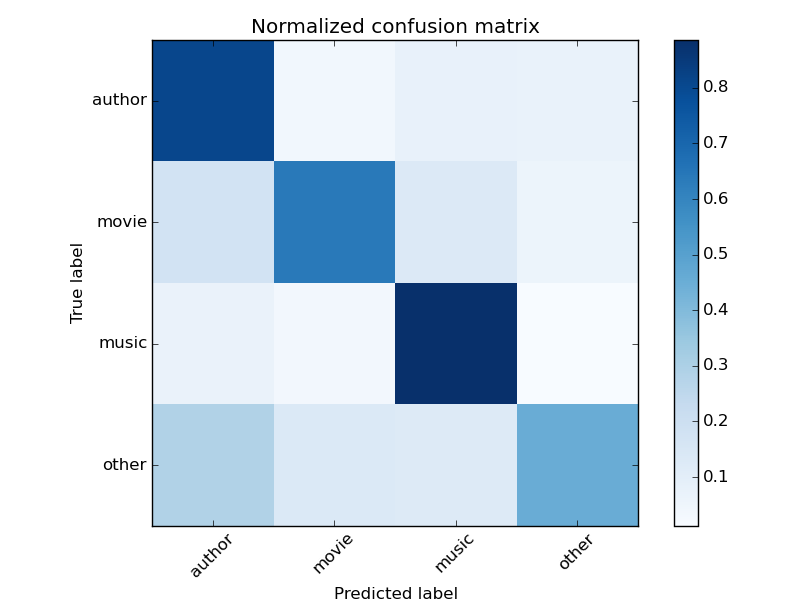 Normalized confusion matrix
True label
author
movie
music
other
author
movie
music
other
Predicted label
0.8
0.7
0.6
0.5
0.4
0.3
0.2
0.1